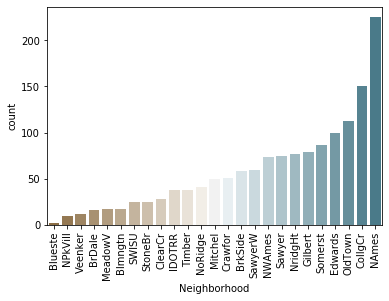 200
150
100
50
0
count
Blueste
NPkVill
Veenker
BrDale
MeadowV
Blmngtn
SWISU
StoneBr
ClearCr
IDOTRR
Timber
NoRidge
Mitchel
Crawfor
BrkSide
SawyerW
NWAmes
Sawyer
NridgHt
Gilbert
Somerst
Edwards
OldTown
CollgCr
NAmes
Neighborhood